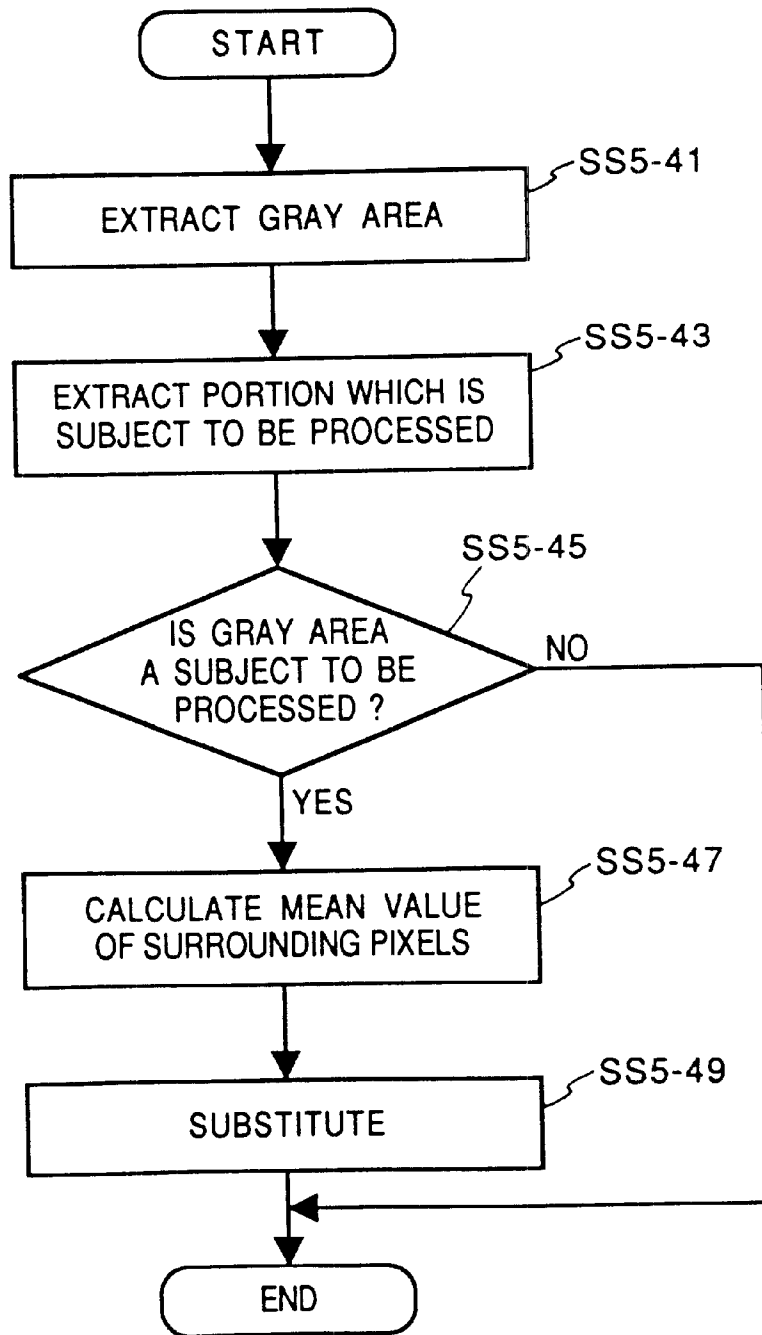 START
SS5-41
EXTRACT GRAY AREA
SS5-43
EXTRACT PORTION WHICH IS
SUBJECT TO BE PROCESSED
SS5-45
IS GRAY AREA
A SUBJECT TO BE
PROCESSED ?
NO
YES
SS5-47
CALCULATE MEAN VALUE
OF SURROUNDING PIXELS
SS5-49
SUBSTITUTE
END